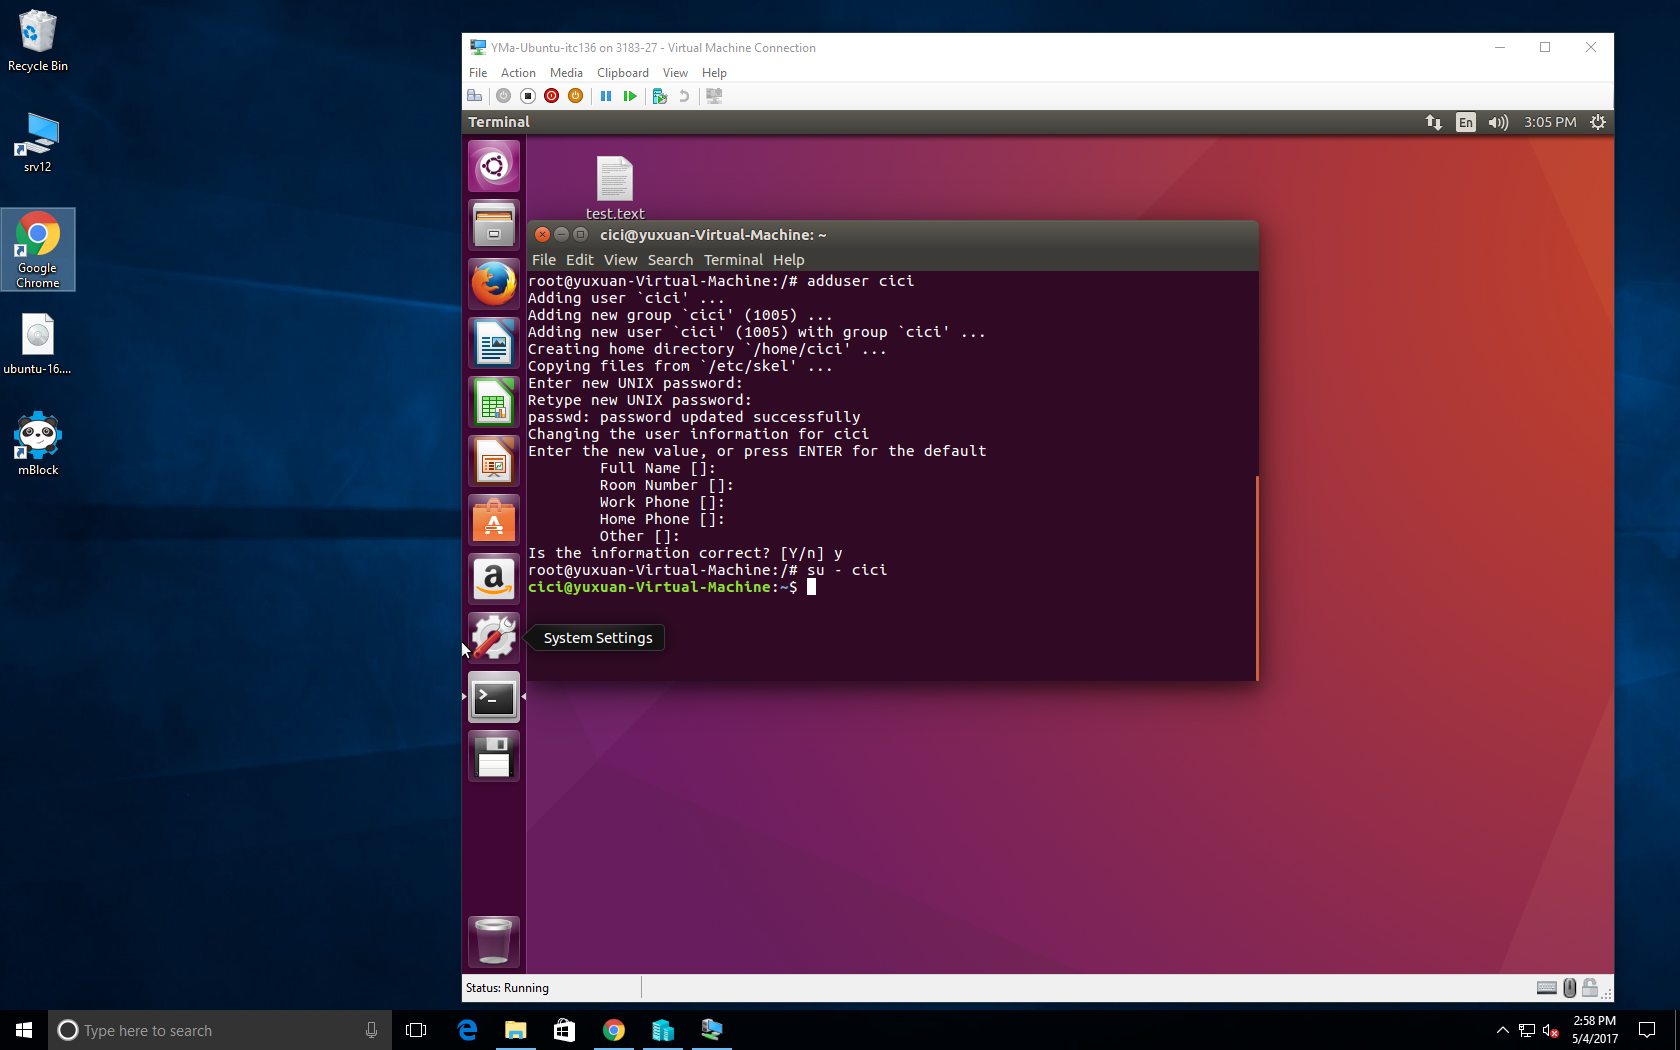 Recycle Bin
srv12
Google
Chrome
ubuntu-16....
mBlock
YMa-Ubuntu-itc136 on 3183-27 - Virtual Machine Connection
File Action Media Clipboard View Help
Terminal
En
3:05 PM
test.text
cici@yuxuan-Virtual-Machine: ~
File Edit View Search Terminal Help
root@yuxuan-Virtual-Machine:/# adduser cici
Adding user `cici' ...
Adding new group `cici' (1005) ...
Adding new user `cici' (1005) with group `cici' ...
Creating home directory `/home/cici' ...
Copying files from `/etc/skel' ...
Enter new UNIX password:
Retype new UNIX password:
passwd: password updated successfully
Changing the user information for cici
Enter the new value, or press ENTER for the default
Full Name []:
Room Number []:
Work Phone []:
Home Phone []:
Other []:
Is the information correct? [Y/n] y
root@yuxuan-Virtual-Machine:/# su - cici
cici@yuxuan-Virtual-Machine:~$
System Settings
Status: Running
Type here to search
2:58 PM
5/4/2017